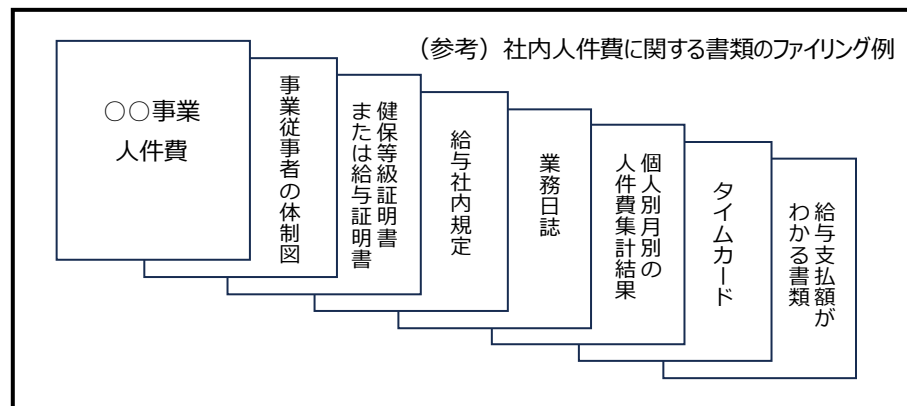 （参考）社内人件費に関する書類のファイリング例
○○事業
人件費
事業従事者の体制図
健保等級証明書
または給与証明書
給与社内規定
業務日誌
個人別月別の
人件費集計結果
タイムカード
給与支払額が
わかる書類